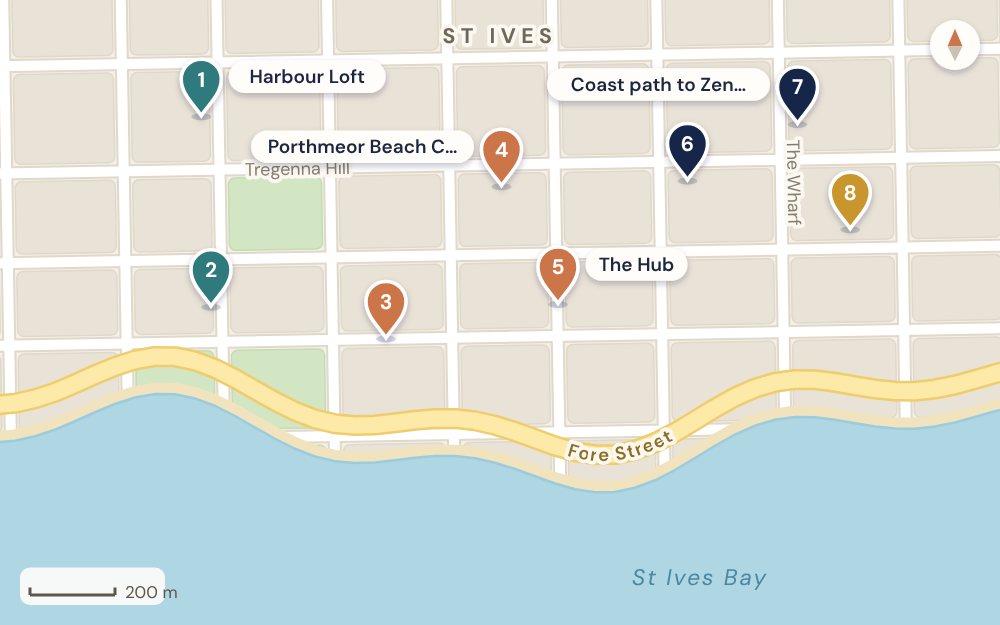 ST IVES
1
Harbour Loft
Coast path to Zen...
7
Porthmeor Beach C...
4
6
Tregenna Hill
The Wharf
8
2
5
The Hub
3
Fore Street
St Ives Bay
200 m